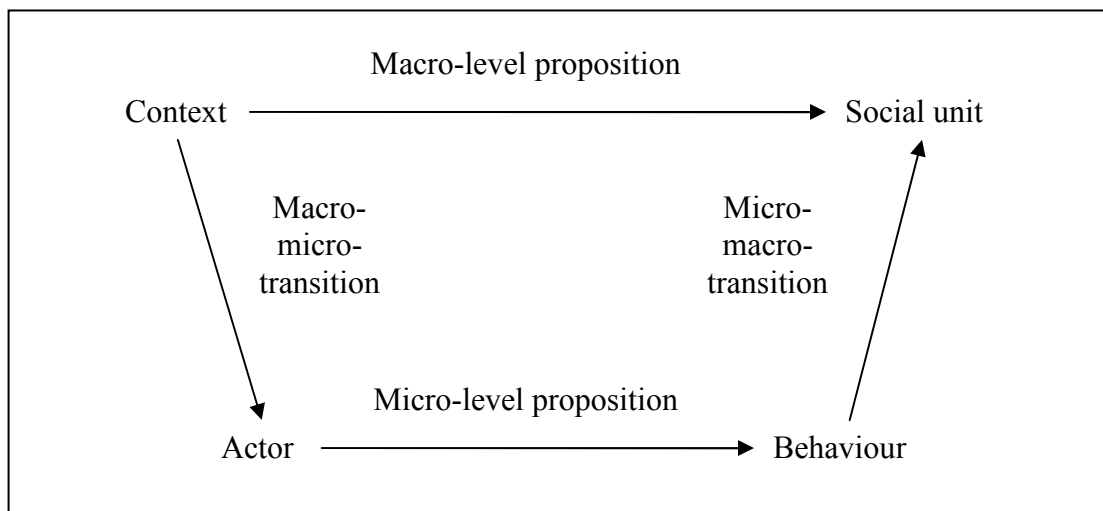 Macro-level proposition
Context
Social unit
Macro-
micro-
transition
Micro-
macro-
transition
Micro-level proposition
Actor
Behaviour